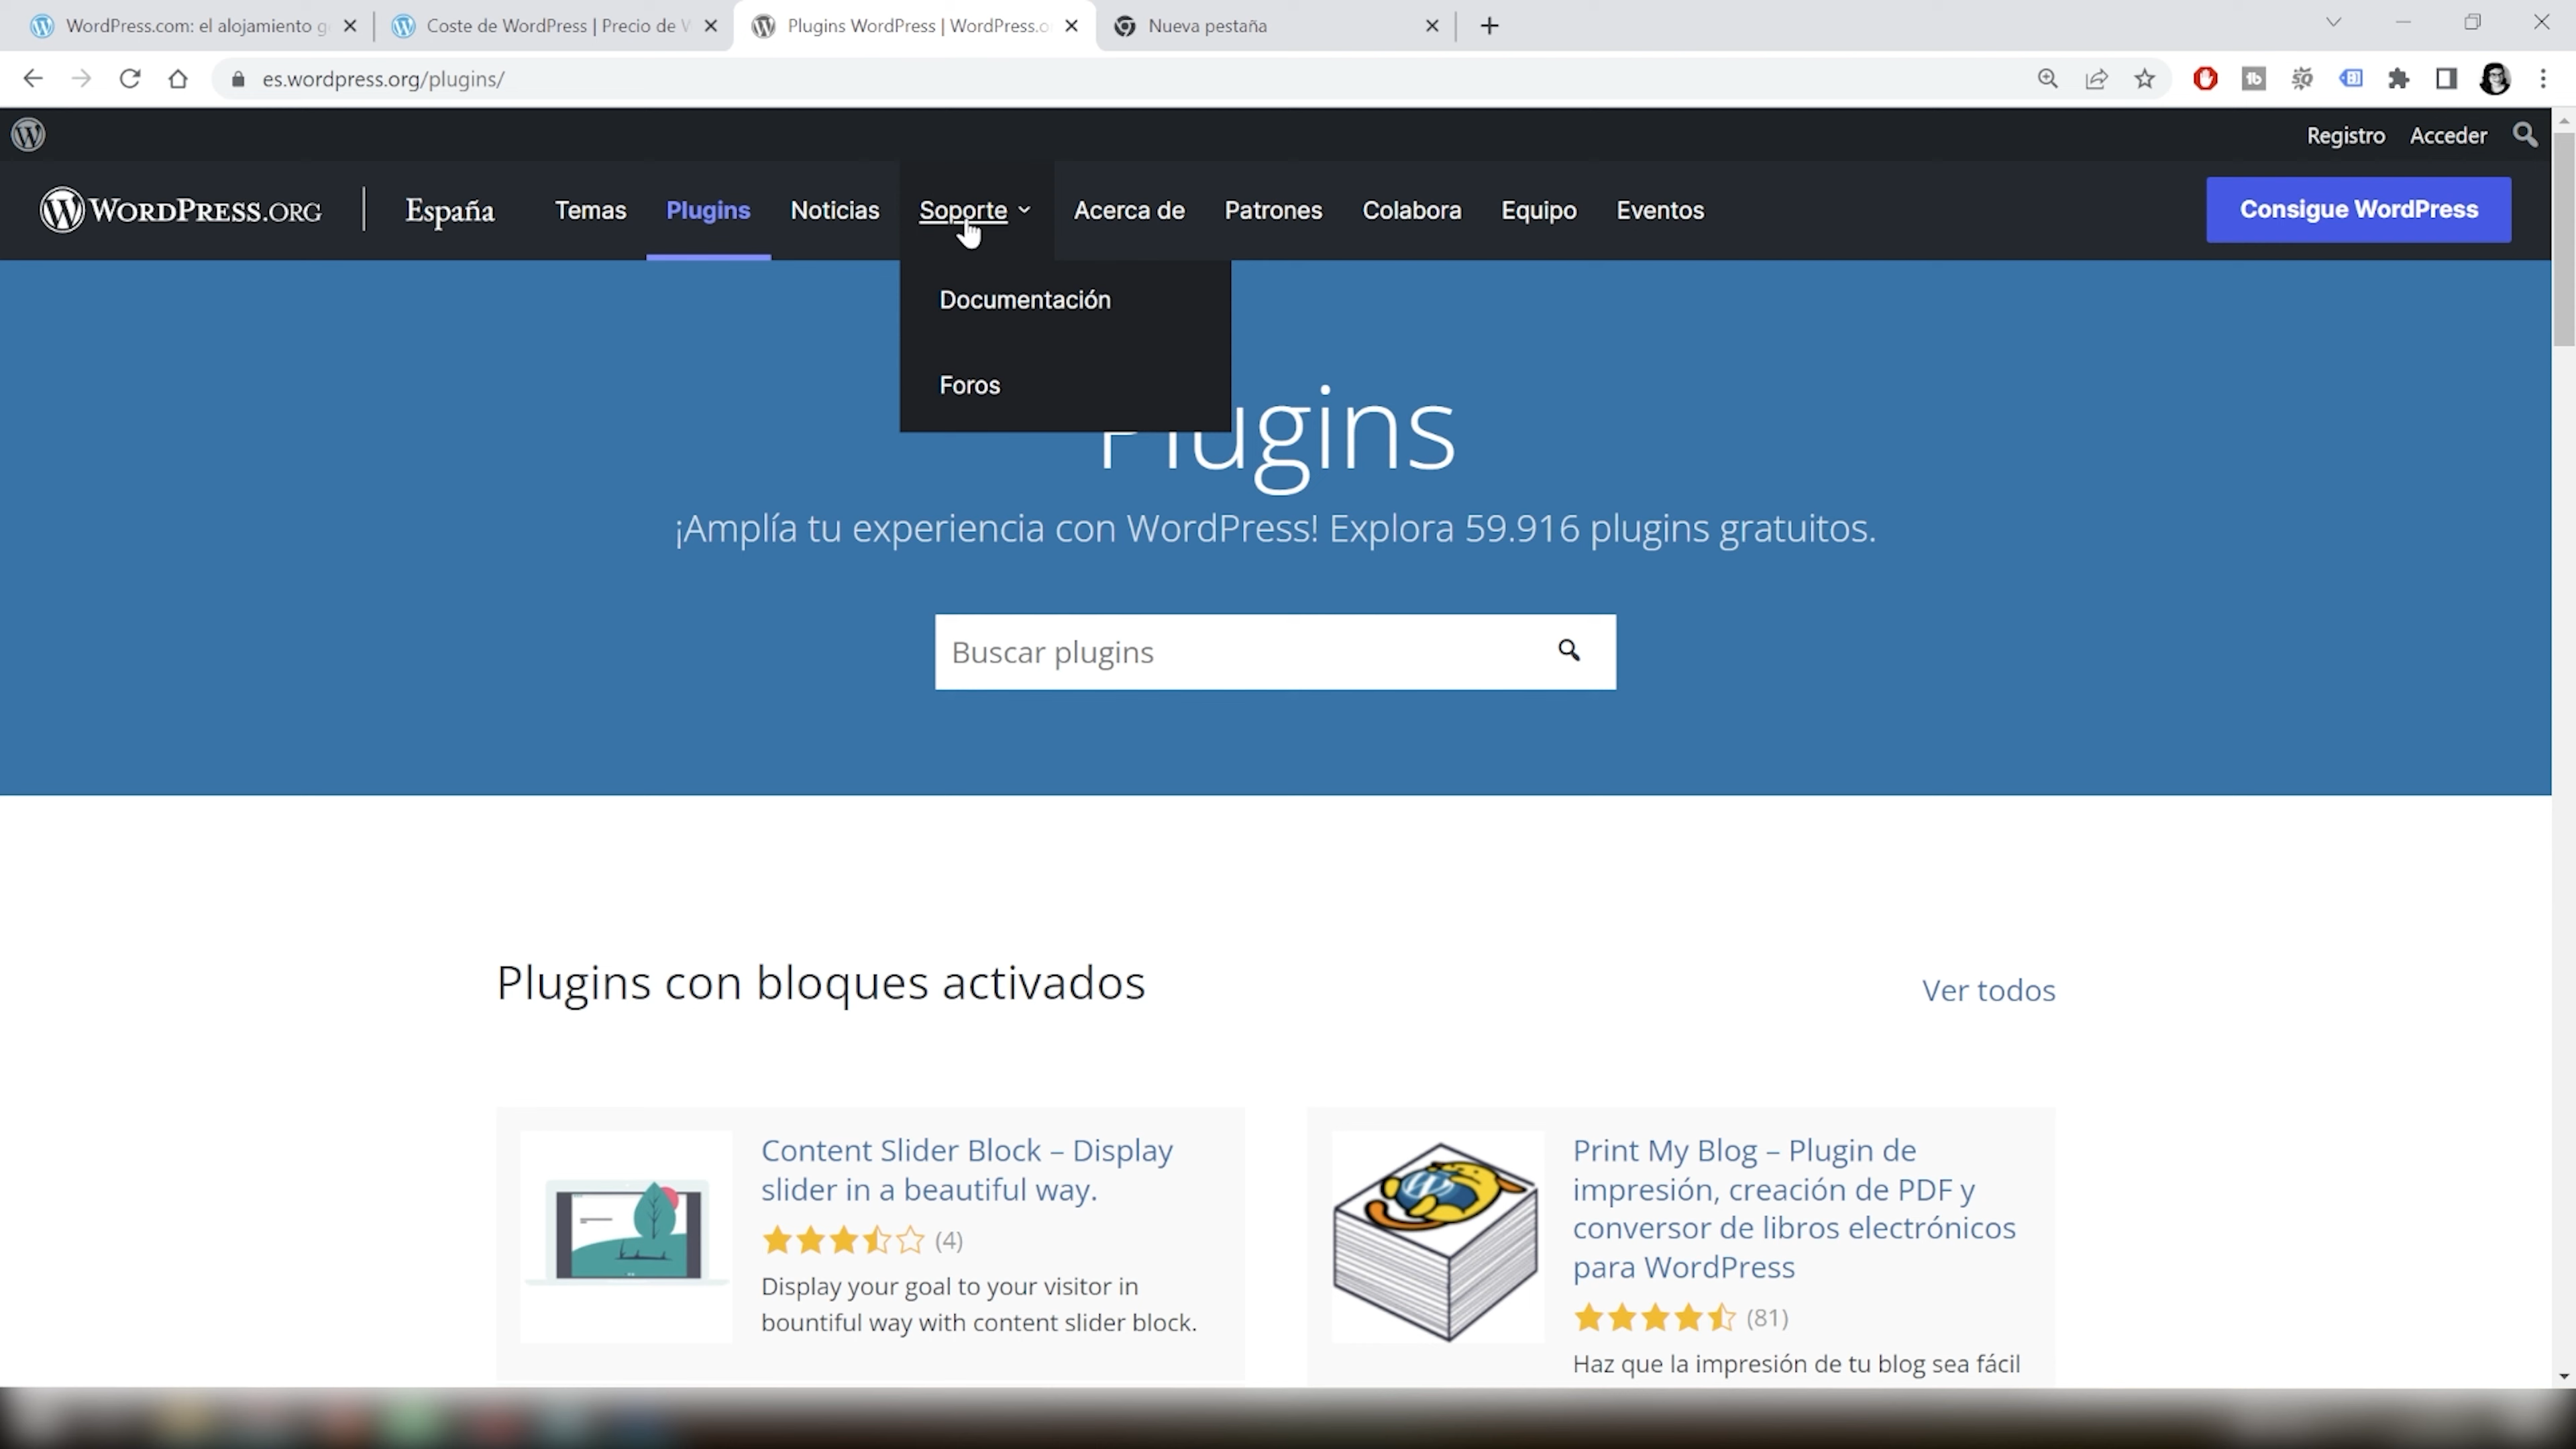 WordPress.com: el alojamiento g
Coste de WordPress | Precio de W
Plugins WordPress | WordPress.o
Nueva pestaña
es.wordpress.org/plugins/
Registro
Acceder
WORDPRESS.ORG
España
Temas
Plugins
Noticias
Soporte
Acerca de
Patrones
Colabora
Equipo
Eventos
Consigue WordPress
Documentación
Foros
Plugins
¡Amplía tu experiencia con WordPress! Explora 59.916 plugins gratuitos.
Buscar plugins
Plugins con bloques activados
Ver todos
Content Slider Block – Display
slider in a beautiful way.
(4)
Display your goal to your visitor in
bountiful way with content slider block.
Print My Blog – Plugin de
impresión, creación de PDF y
conversor de libros electrónicos
para WordPress
(81)
Haz que la impresión de tu blog sea fácil